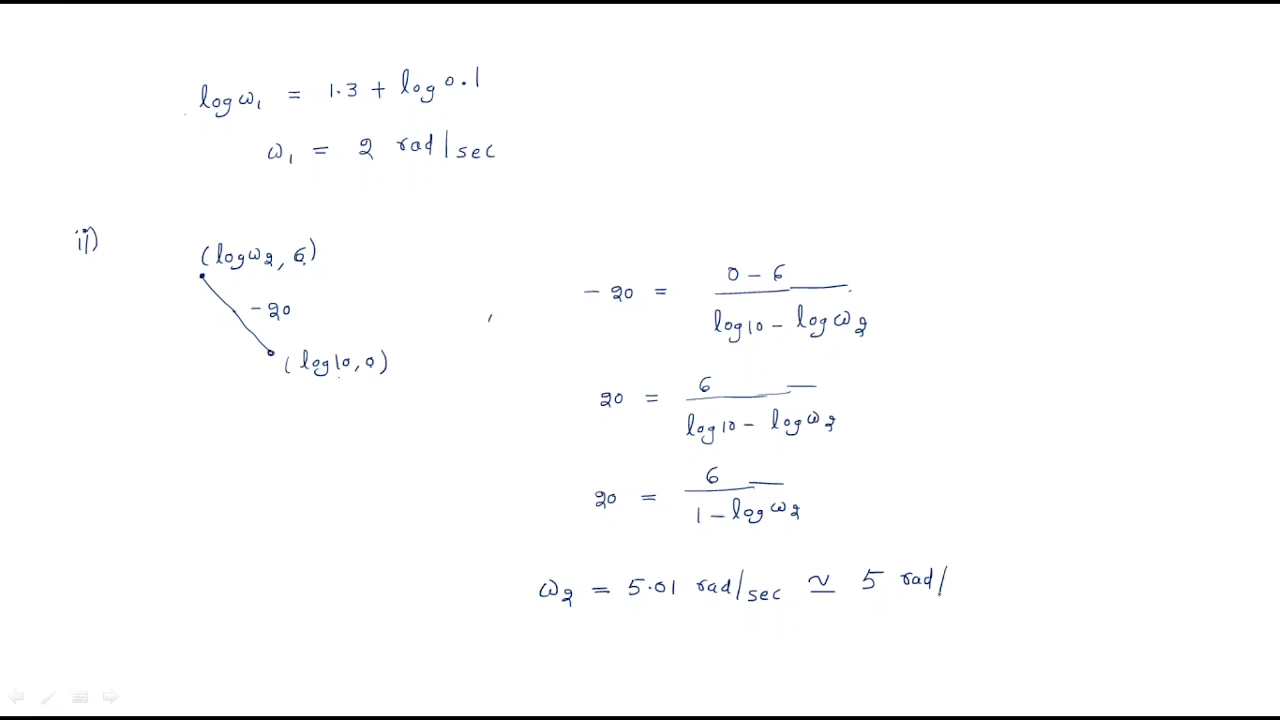 log ω₁ = 1.3 + log 0.1
ω₁ = 2 rad/sec
ii)
(log ω₂, 6)
-20
(log 10, 0)
-20 = 0 - 6 / log 10 - log ω₂
20 = 6 / log 10 - log ω₂
20 = 6 / 1 - log ω₂
ω₂ = 5.01 rad/sec ≃ 5 rad/